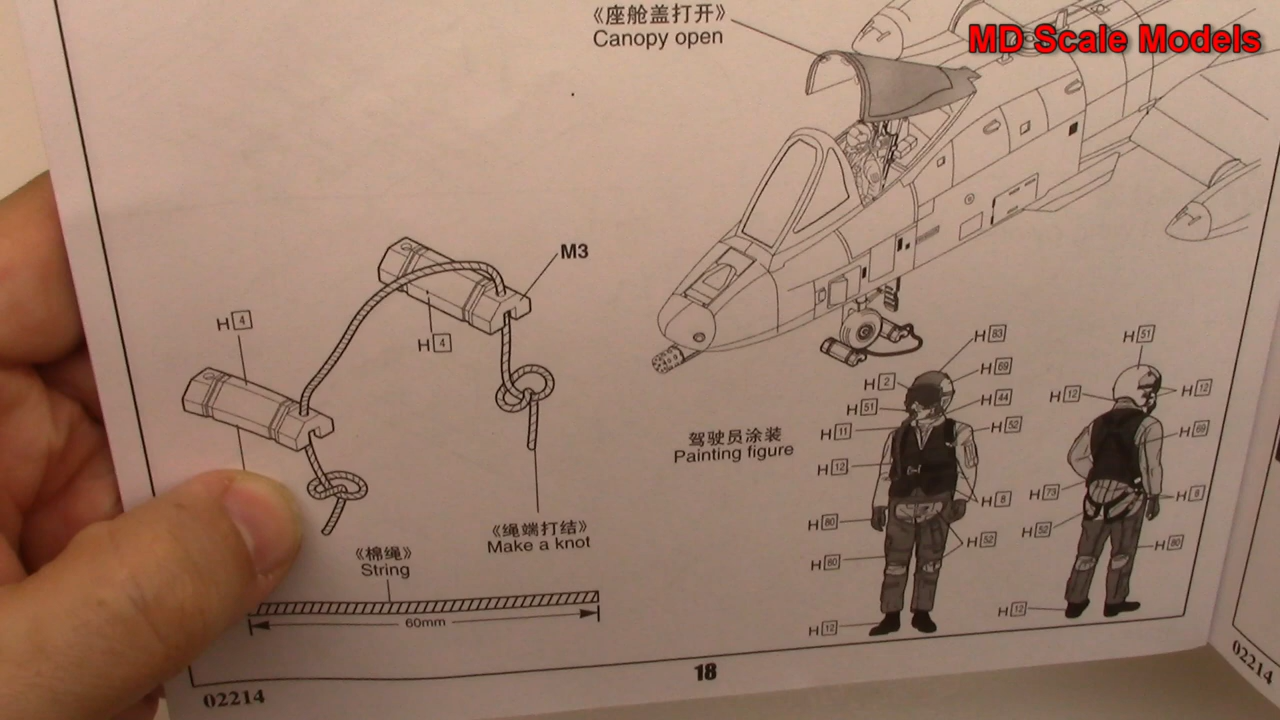 MD Scale Models
《座舱盖打开》
Canopy open
M3
H 4
H 4
H 83
H 69
H 2
H 44
H 51
H 52
H 11
H 12
H 8
H 80
H 52
H 80
H 12
H 51
H 12
H 12
H 69
H 73
H 8
H 52
H 80
H 12
驾驶员涂装
Painting figure
《绳端打结》
Make a knot
《棉绳》
String
60mm
18
02214
02214